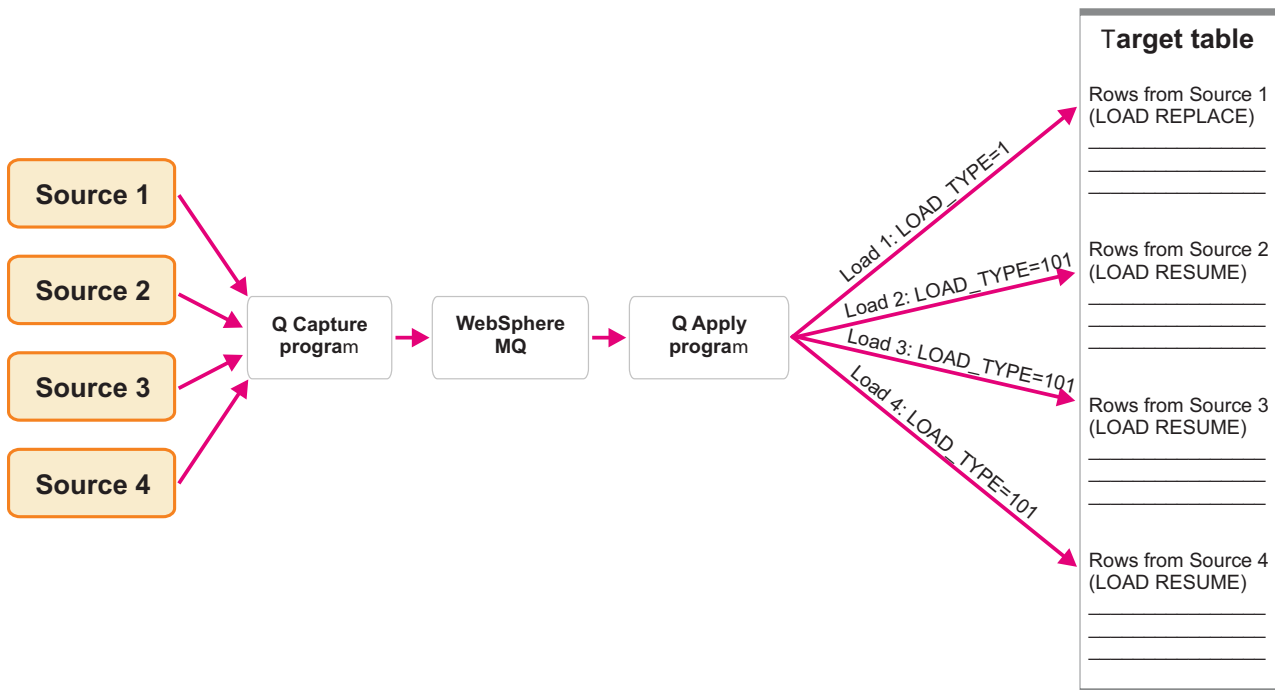 Source 1
Source 2
Source 3
Source 4
Q Capture
program
WebSphere
MQ
Q Apply
program
Load 1: LOAD_TYPE=1
Load 2: LOAD_TYPE=101
Load 3: LOAD_TYPE=101
Load 4: LOAD_TYPE=101
Target table
Rows from Source 1
(LOAD REPLACE)
Rows from Source 2
(LOAD RESUME)
Rows from Source 3
(LOAD RESUME)
Rows from Source 4
(LOAD RESUME)